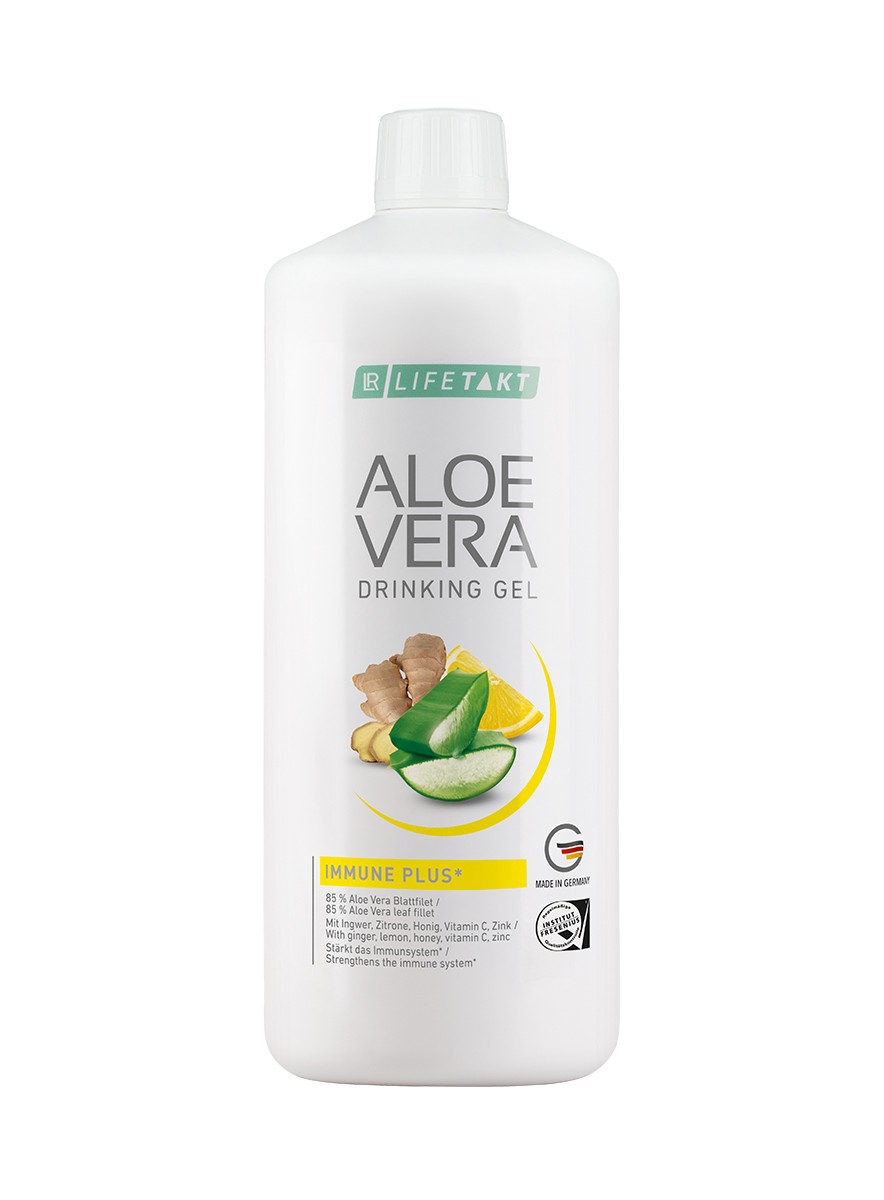 LR LIFETAKT
ALOE
VERA
DRINKING GEL
IMMUNE PLUS*
85 % Aloe Vera Blattfilet /
85 % Aloe Vera leaf fillet
Mit Ingwer, Zitrone, Honig, Vitamin C, Zink /
With ginger, lemon, honey, vitamin C, zinc
Stärkt das Immunsystem* /
Strengthens the immune system*
MADE IN GERMANY
Regelmäßige
INSTITUT
FRESENIUS
Qualitätskontrollen